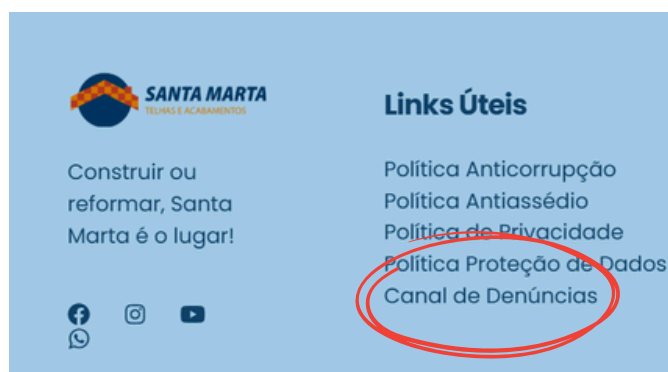 SANTA MARTA
TELHAS E ACABAMENTOS
Construir ou
reformar, Santa
Marta é o lugar!
Links Úteis
Política Anticorrupção
Política Antiassédio
Política de Privacidade
Política Proteção de Dados
Canal de Denúncias